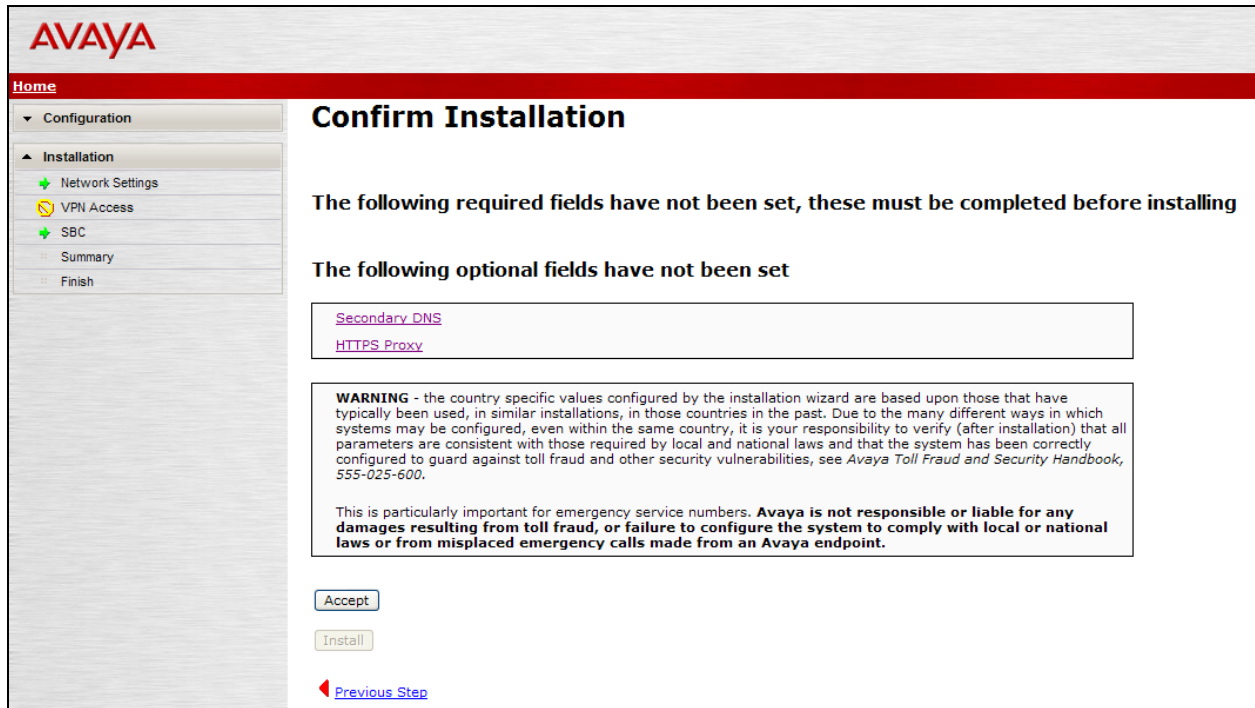 AVAYA
Home
Configuration
Installation
Network Settings
VPN Access
SBC
Summary
Finish
Confirm Installation
The following required fields have not been set, these must be completed before installing
The following optional fields have not been set
Secondary DNS
HTTPS Proxy
WARNING - the country specific values configured by the installation wizard are based upon those that have
typically been used, in similar installations, in those countries in the past. Due to the many different ways in which
systems may be configured, even within the same country, it is your responsibility to verify (after installation) that all
parameters are consistent with those required by local and national laws and that the system has been correctly
configured to guard against toll fraud and other security vulnerabilities, see Avaya Toll Fraud and Security Handbook,
555-025-600.
This is particularly important for emergency service numbers. Avaya is not responsible or liable for any
damages resulting from toll fraud, or failure to configure the system to comply with local or national
laws or from misplaced emergency calls made from an Avaya endpoint.
Accept
Install
Previous Step